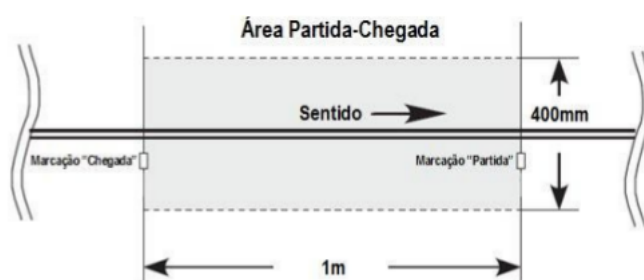 Área Partida-Chegada
Sentido
400mm
Marcação "Chegada"
Marcação "Partida"
1m